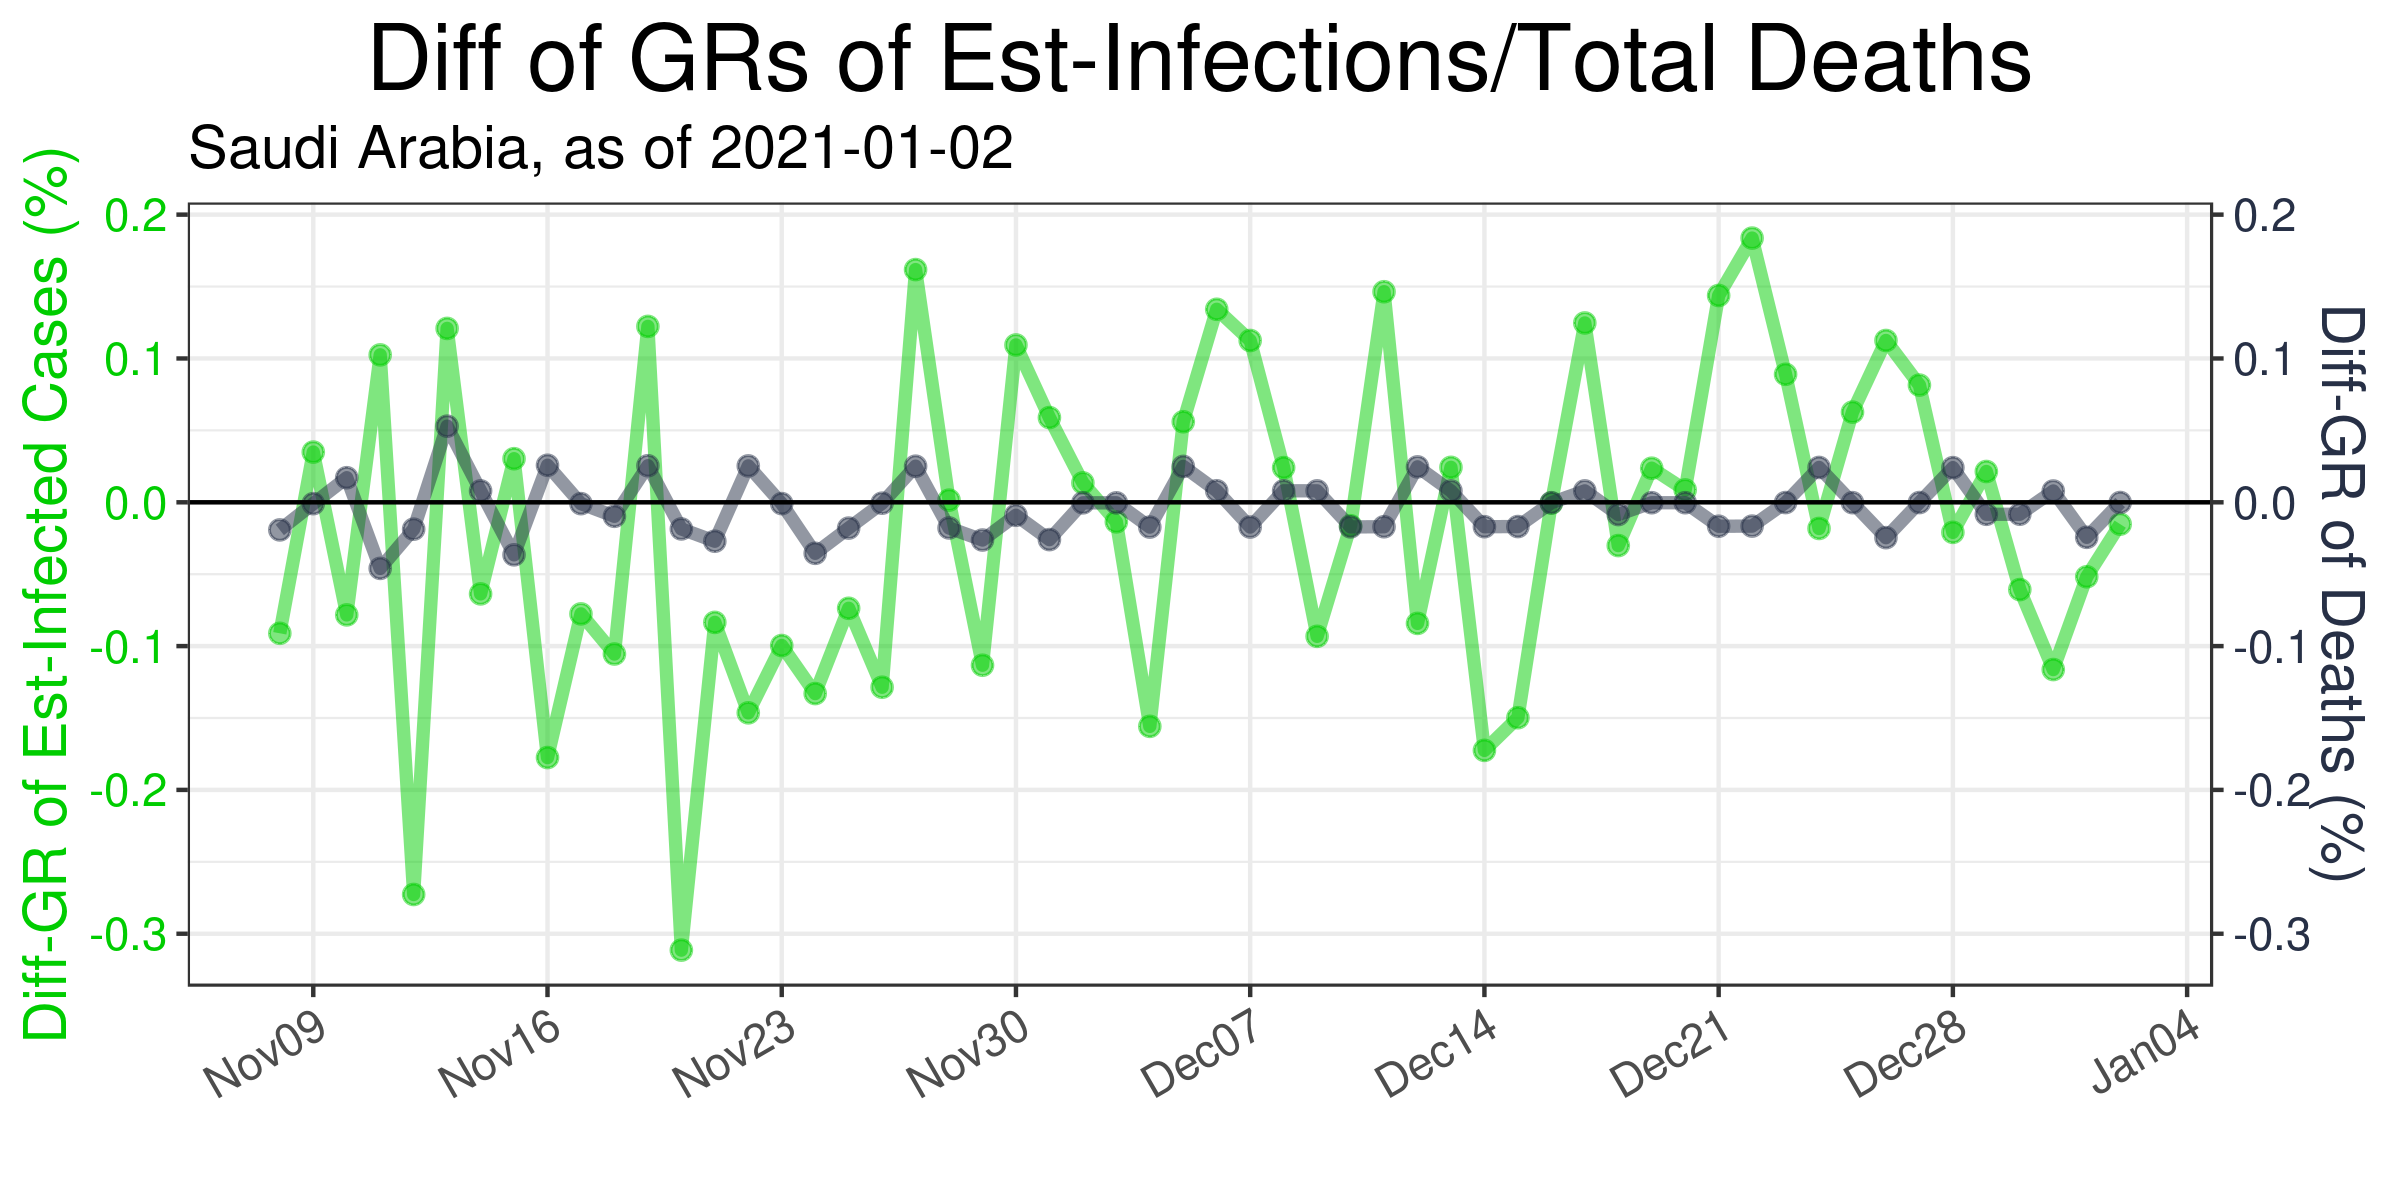 Diff of GRs of Est-Infections/Total Deaths
Saudi Arabia, as of 2021-01-02
Diff-GR of Est-Infected Cases (%)
0.2
0.1
0.0
-0.1
-0.2
-0.3
0.2
0.1
0.0
-0.1
-0.2
-0.3
Diff-GR of Deaths (%)
Nov09 Nov16 Nov23 Nov30 Dec07 Dec14 Dec21 Dec28 Jan04